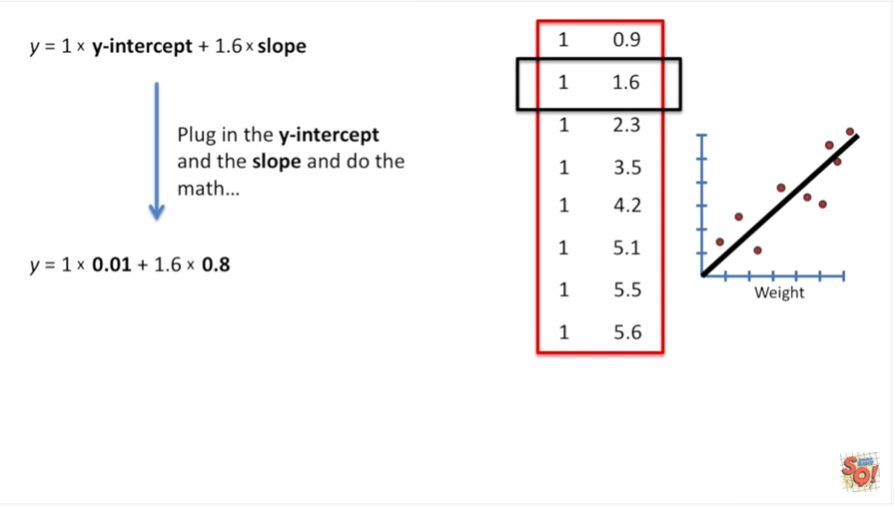 y = 1 × y-intercept + 1.6 × slope
Plug in the y-intercept
and the slope and do the
math...
y = 1 × 0.01 + 1.6 × 0.8
1 0.9
1 1.6
1 2.3
1 3.5
1 4.2
1 5.1
1 5.5
1 5.6
Weight
SQ!